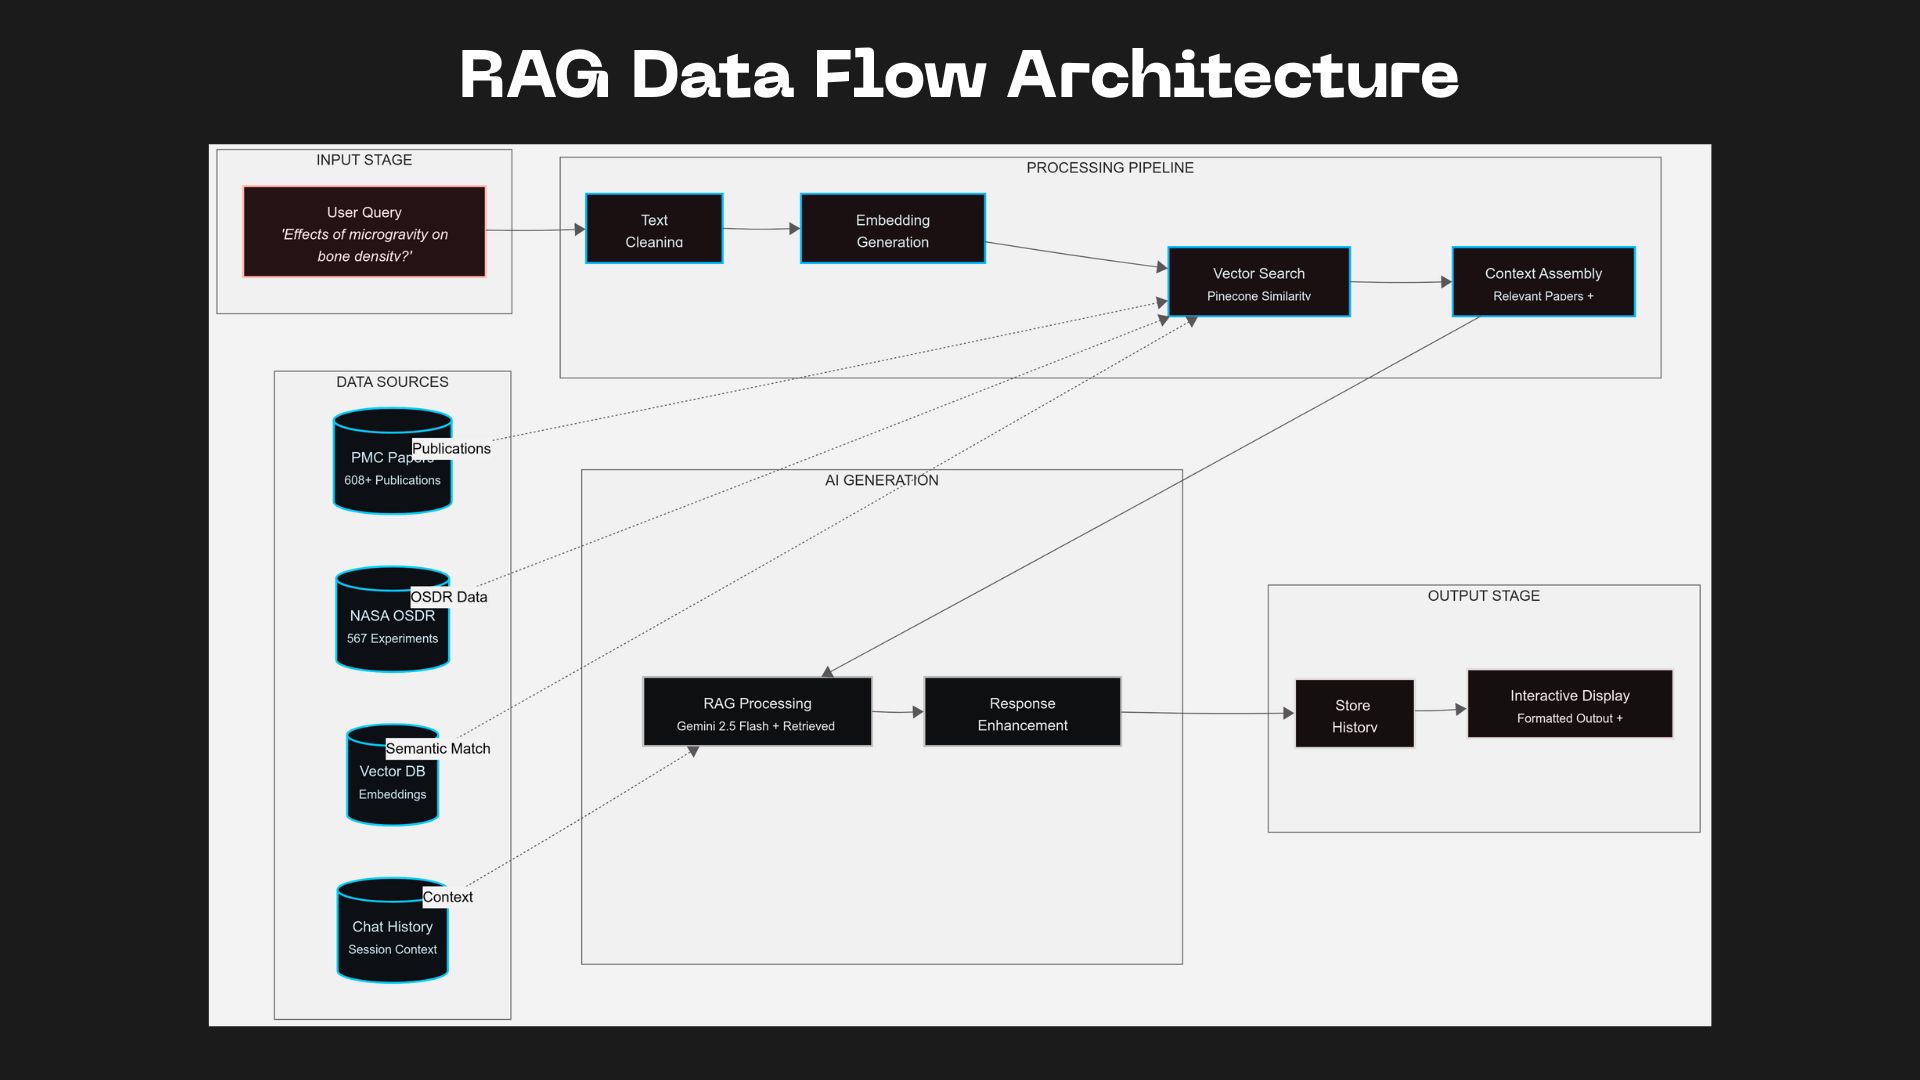 RAG Data Flow Architecture
INPUT STAGE
User Query
'Effects of microgravity on
bone density?'
PROCESSING PIPELINE
Text
Cleaning
Embedding
Generation
Vector Search
Pinecone Similarity
Context Assembly
Relevant Papers +
DATA SOURCES
Publications
PMC Papers
608+ Publications
OSDR Data
NASA OSDR
567 Experiments
Semantic Match
Vector DB
Embeddings
Context
Chat History
Session Context
AI GENERATION
RAG Processing
Gemini 2.5 Flash + Retrieved
Response
Enhancement
OUTPUT STAGE
Store
History
Interactive Display
Formatted Output +